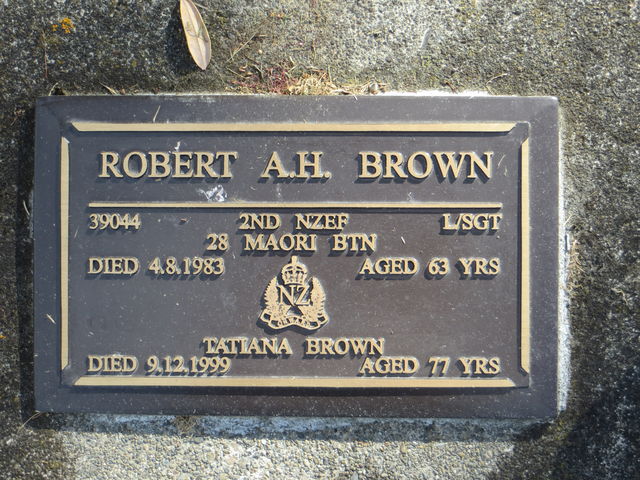 ROBERT A.H. BROWN
39044 2ND NZEF L/SGT
28 MAORI BTN
DIED 4.8.1983 AGED 63 YRS
NZ
ONWARD
TATIANA BROWN
DIED 9.12.1999 AGED 77 YRS